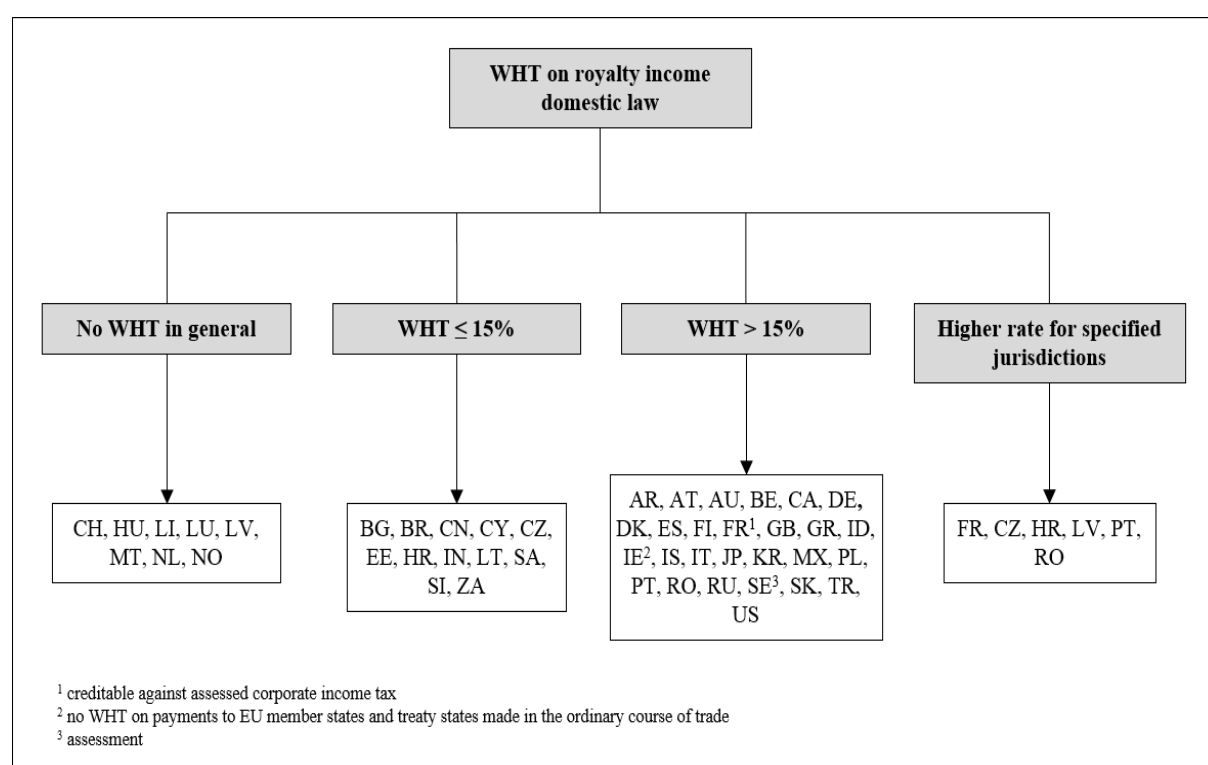 WHT on royalty income
domestic law
No WHT in general
WHT ≤ 15%
WHT > 15%
Higher rate for specified
jurisdictions
CH, HU, LI, LU, LV,
MT, NL, NO
BG, BR, CN, CY, CZ,
EE, HR, IN, LT, SA,
SI, ZA
AR, AT, AU, BE, CA, DE,
DK, ES, FI, FR¹, GB, GR, ID,
IE², IS, IT, JP, KR, MX, PL,
PT, RO, RU, SE³, SK, TR,
US
FR, CZ, HR, LV, PT,
RO
¹ creditable against assessed corporate income tax
² no WHT on payments to EU member states and treaty states made in the ordinary course of trade
³ assessment